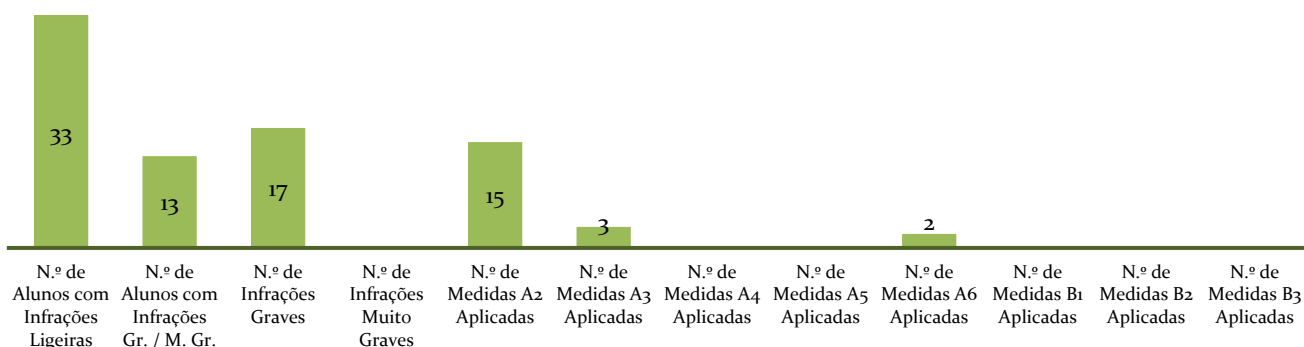 33
13
17
15
3
2
N.º de
Alunos com
Infrações
Ligeiras
N.º de
Alunos com
Infrações
Gr. / M. Gr.
N.º de
Infrações
Graves
N.º de
Infrações
Muito
Graves
N.º de
Medidas A2
Aplicadas
N.º de
Medidas A3
Aplicadas
N.º de
Medidas A4
Aplicadas
N.º de
Medidas A5
Aplicadas
N.º de
Medidas A6
Aplicadas
N.º de
Medidas B1
Aplicadas
N.º de
Medidas B2
Aplicadas
N.º de
Medidas B3
Aplicadas